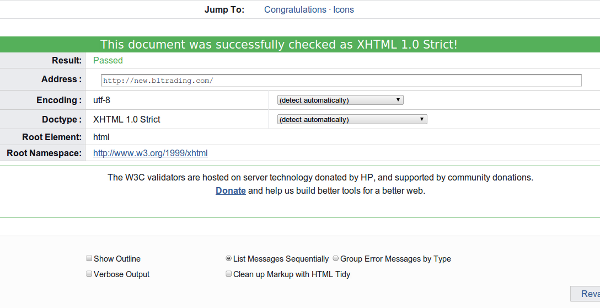 Jump To: Congratulations · Icons
This document was successfully checked as XHTML 1.0 Strict!
Result: Passed
Address : http://new.bltrading.com/
Encoding : utf-8 (detect automatically)
Doctype : XHTML 1.0 Strict (detect automatically)
Root Element: html
Root Namespace: http://www.w3.org/1999/xhtml
The W3C validators are hosted on server technology donated by HP, and supported by community donations.
Donate and help us build better tools for a better web.
Show Outline List Messages Sequentially Group Error Messages by Type
Verbose Output Clean up Markup with HTML Tidy
Reva